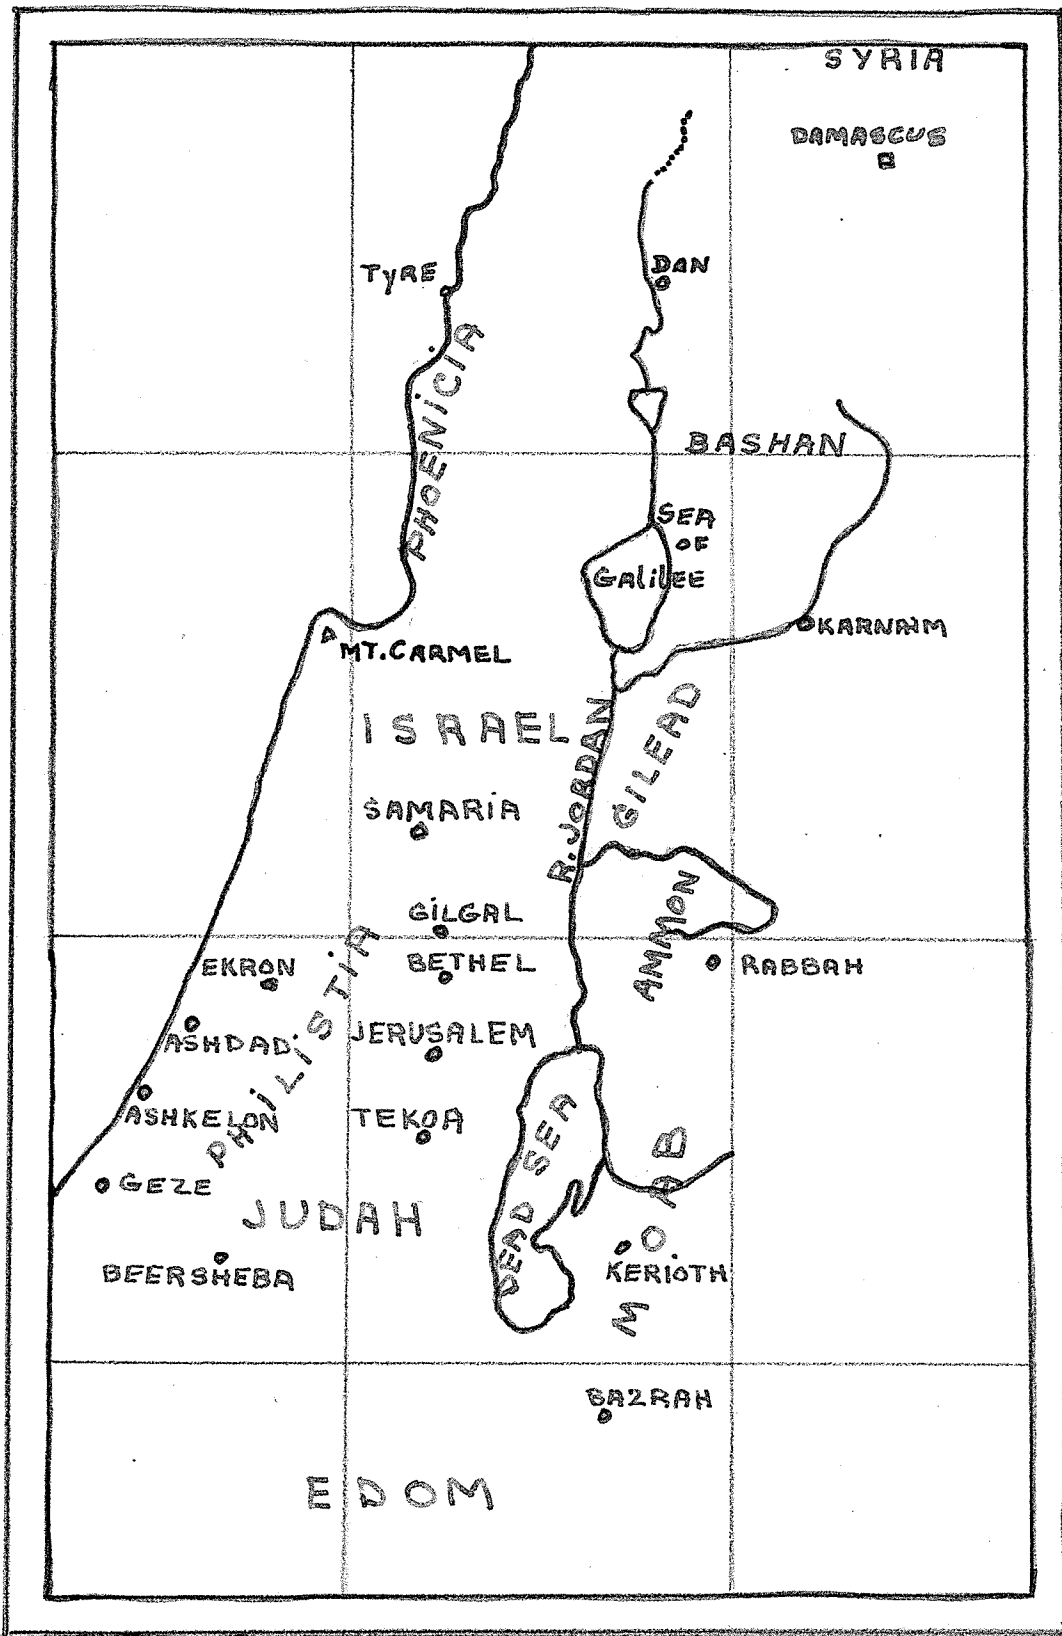 SYRIA
DAMASCUS
TYRE
DAN
PHOENICIA
BASHAN
SEA
OF
Galilee
KARNAIM
MT. CARMEL
ISRAEL
R. JORDAN
GILEAD
SAMARIA
GILGAL
AMMON
EKRON
BETHEL
RABBAH
PHILISTIA
ASHDAD
JERUSALEM
ASHKELON
TEKOA
DEAD SEA
MOAB
GEZE
JUDAH
BEERSHEBA
KERIOTH
BAZRAH
EDOM